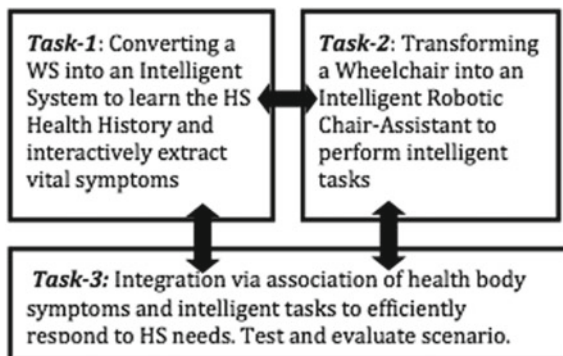 Task-1: Converting a
WS into an Intelligent
System to learn the HS
Health History and
interactively extract
vital symptoms
Task-2: Transforming
a Wheelchair into an
Intelligent Robotic
Chair-Assistant to
perform intelligent
tasks
Task-3: Integration via association of health body
symptoms and intelligent tasks to efficiently
respond to HS needs. Test and evaluate scenario.